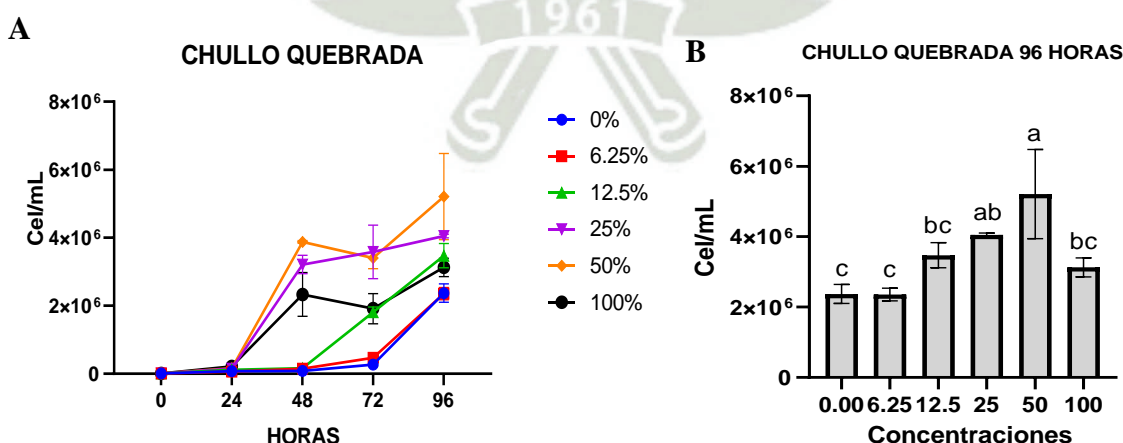 1961
A
CHULLO QUEBRADA
8×10⁶
6×10⁶
4×10⁶
2×10⁶
0
Cel/mL
0 24 48 72 96
HORAS
0%
6.25%
12.5%
25%
50%
100%
B
CHULLO QUEBRADA 96 HORAS
8×10⁶
6×10⁶
4×10⁶
2×10⁶
0
Cel/mL
c c bc ab a bc
0.00 6.25 12.5 25 50 100
Concentraciones